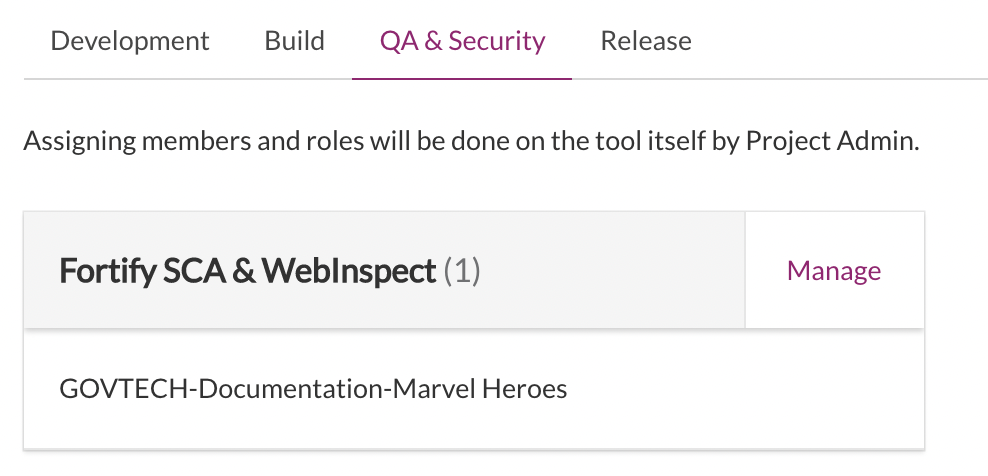 Development Build QA & Security Release
Assigning members and roles will be done on the tool itself by Project Admin.
Fortify SCA & WebInspect (1) Manage
GOVTECH-Documentation-Marvel Heroes